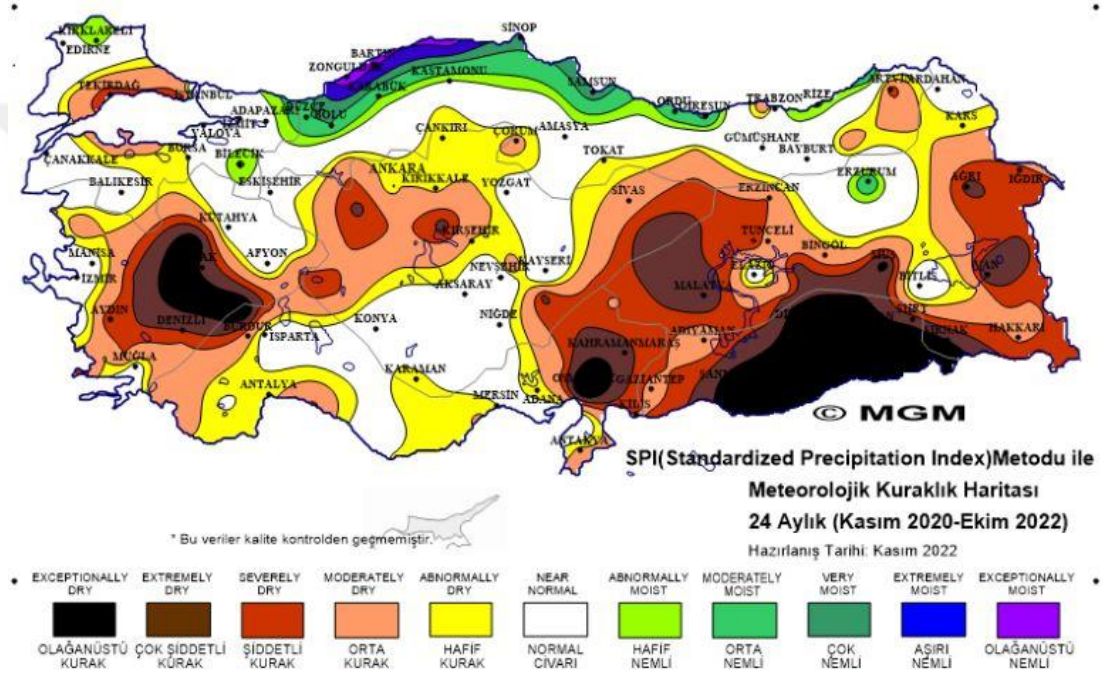 SİNOP
KIRKLARELİ
EDİRNE
BARTIN
ZONGULDAK
KASTAMONU
KARABÜK
SAMSUN
ARTVİN
ARDAHAN
TEKİRDAĞ
İSTANBUL
ADAPAZARI
DÜZCE
BOLU
ORDU
GİRESUN
TRABZON
RİZE
KARS
YALOVA
ÇANKIRI
ÇORUM
AMASYA
GÜMÜŞHANE
BAYBURT
ÇANAKKALE
BURSA
BİLECİK
ANKARA
TOKAT
BALIKESİR
ESKİŞEHİR
KIRIKKALE
YOZGAT
SİVAS
ERZİNCAN
ERZURUM
AĞRI
IĞDIR
KÜTAHYA
KIRŞEHİR
TUNCELİ
BİNGÖL
MUŞ
MANİSA
AFYON
NEVŞEHİR
KAYSERİ
BİTLİS
VAN
İZMİR
AKSARAY
MALATYA
AYDIN
DENİZLİ
BURDUR
ISPARTA
KONYA
NİĞDE
ADIYAMAN
SİİRT
ŞIRNAK
HAKKARİ
MUĞLA
KAHRAMANMARAŞ
ANTALYA
KARAMAN
MERSİN
ADANA
GAZİANTEP
KİLİS
ANTAKYA
© MGM
SPI(Standardized Precipitation Index)Metodu ile
Meteorolojik Kuraklık Haritası
24 Aylık (Kasım 2020-Ekim 2022)
Hazırlanış Tarihi: Kasım 2022
* Bu veriler kalite kontrolden geçmemiştir.
EXCEPTIONALLY DRY
EXTREMELY DRY
SEVERELY DRY
MODERATELY DRY
ABNORMALLY DRY
NEAR NORMAL
ABNORMALLY MOIST
MODERATELY MOIST
VERY MOIST
EXTREMELY MOIST
EXCEPTIONALLY MOIST
OLAĞANÜSTÜ KURAK
ÇOK ŞİDDETLİ KURAK
ŞİDDETLİ KURAK
ORTA KURAK
HAFİF KURAK
NORMAL CIVARI
HAFİF NEMLİ
ORTA NEMLİ
ÇOK NEMLİ
AŞIRI NEMLİ
OLAĞANÜSTÜ NEMLİ